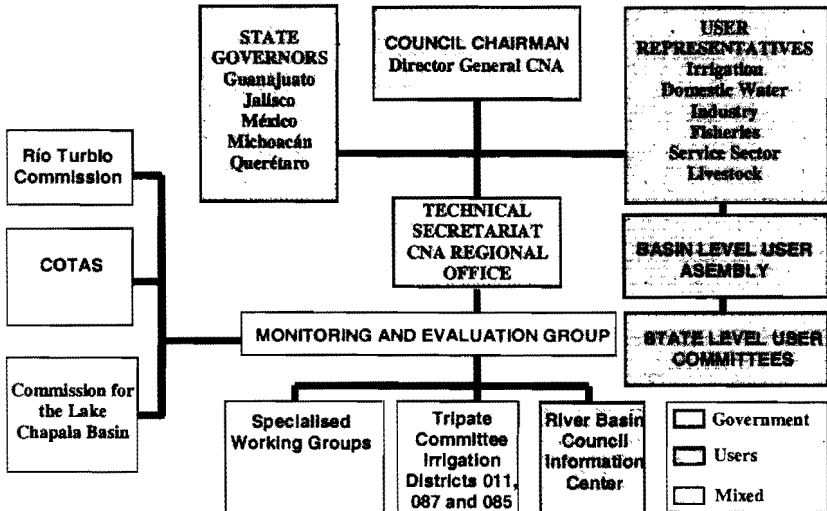 STATE
GOVERNORS
Guanajuato
Jalisco
México
Michoacán
Querétaro
COUNCIL CHAIRMAN
Director General CNA
USER
REPRESENTATIVES
Irrigation
Domestic Water
Industry
Fisheries
Service Sector
Livestock
Río Turbio
Commission
COTAS
Commission for
the Lake
Chapala Basin
TECHNICAL
SECRETARIAT
CNA REGIONAL
OFFICE
BASIN LEVEL USER
ASEMBLY
STATE LEVEL USER
COMMITTEES
MONITORING AND EVALUATION GROUP
Specialised
Working Groups
Tripate
Committee
Irrigation
Districts 011,
087 and 085
River Basin
Council
Information
Center
Government
Users
Mixed